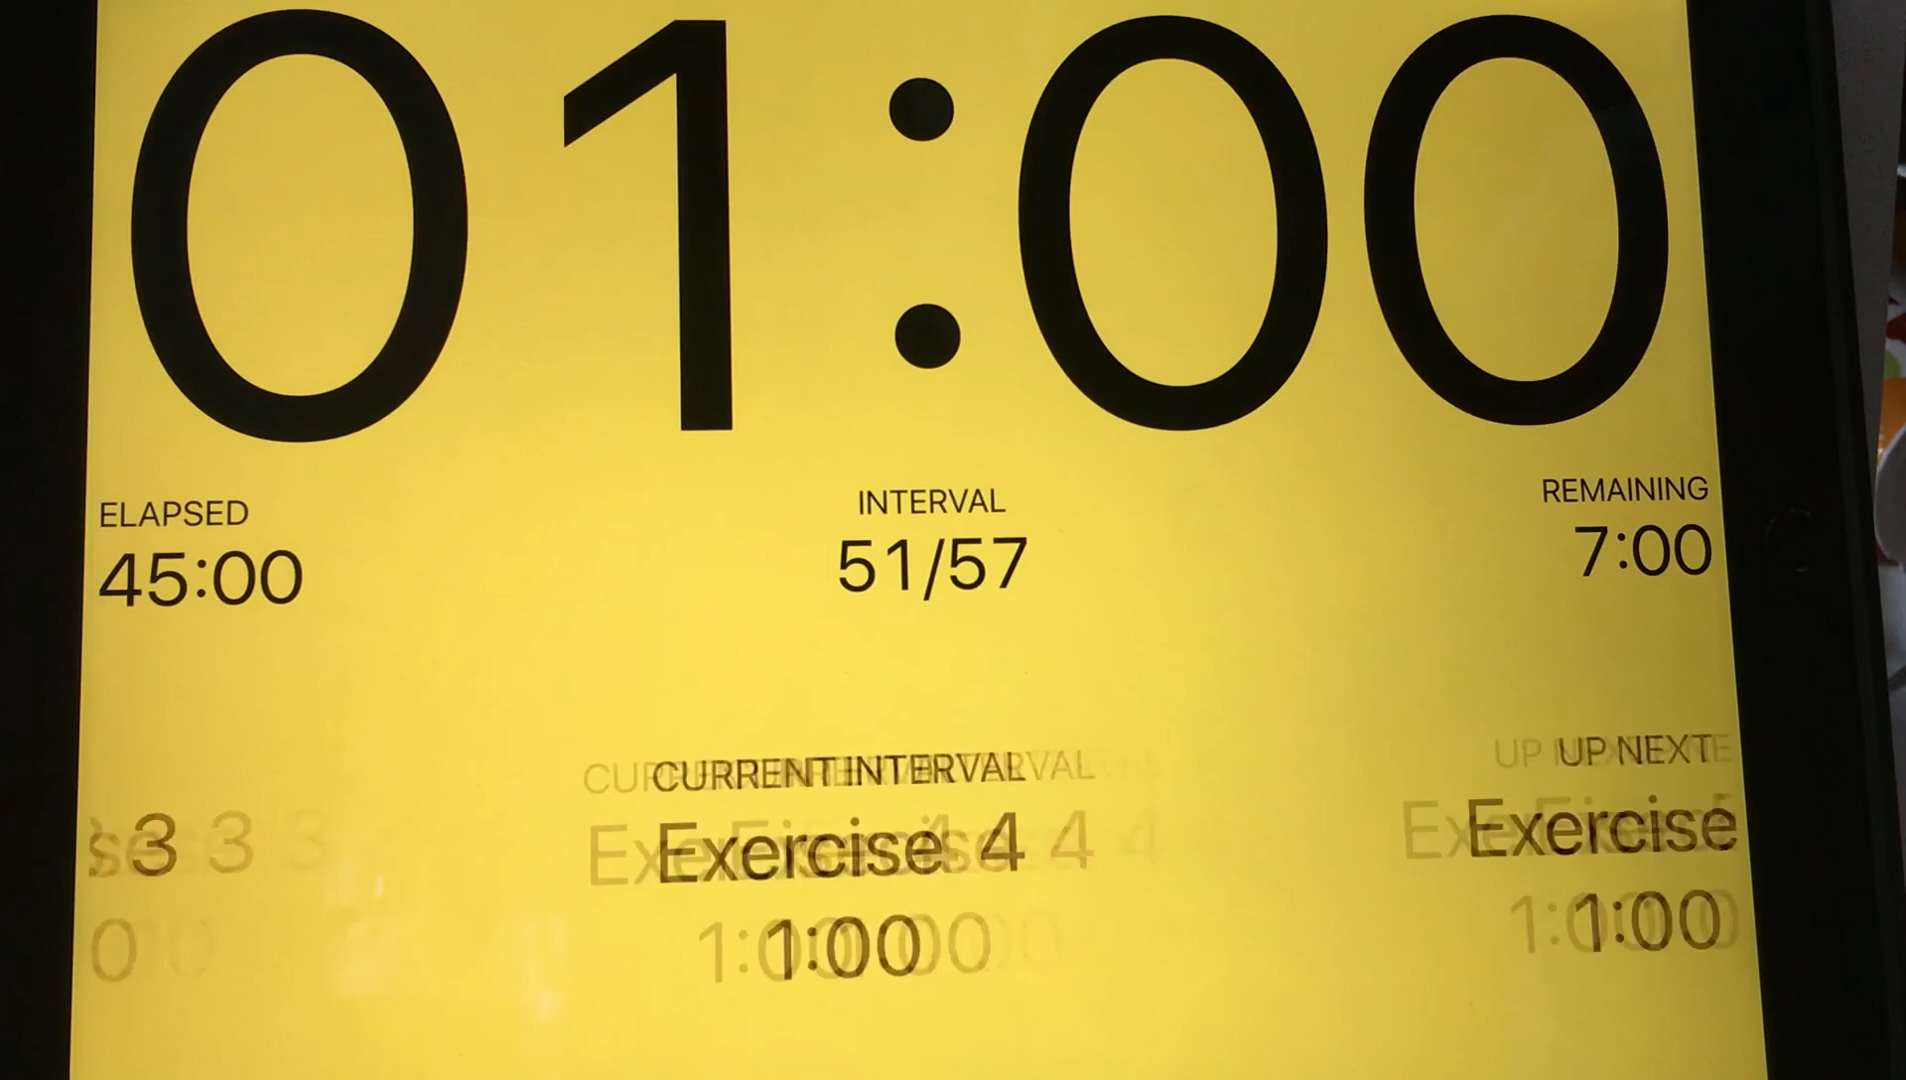 01:00
ELAPSED
45:00
INTERVAL
51/57
REMAINING
7:00
3
CURRENT INTERVAL
Exercise 4
1:00
UP NEXT
Exercise
1:00